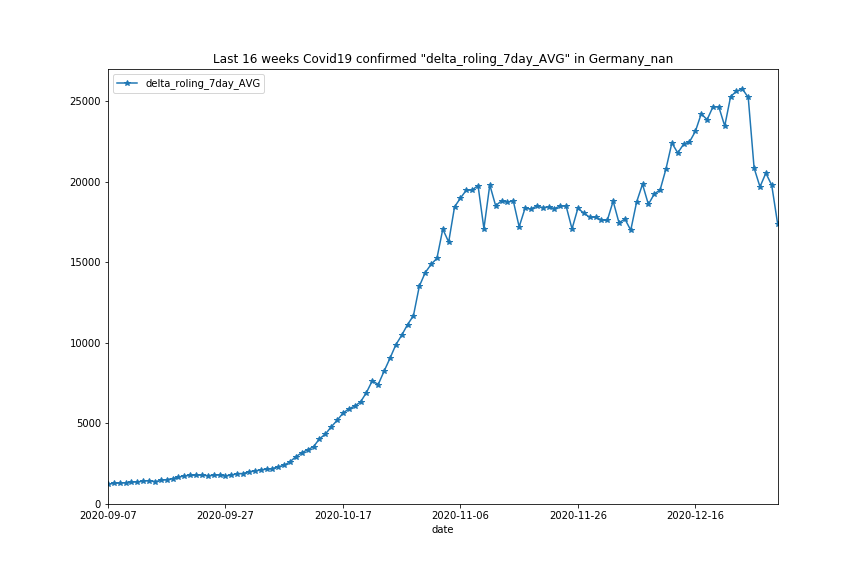 Last 16 weeks Covid19 confirmed "delta_roling_7day_AVG" in Germany_nan
delta_roling_7day_AVG
25000
20000
15000
10000
5000
0
2020-09-07 2020-09-27 2020-10-17 2020-11-06 2020-11-26 2020-12-16
date